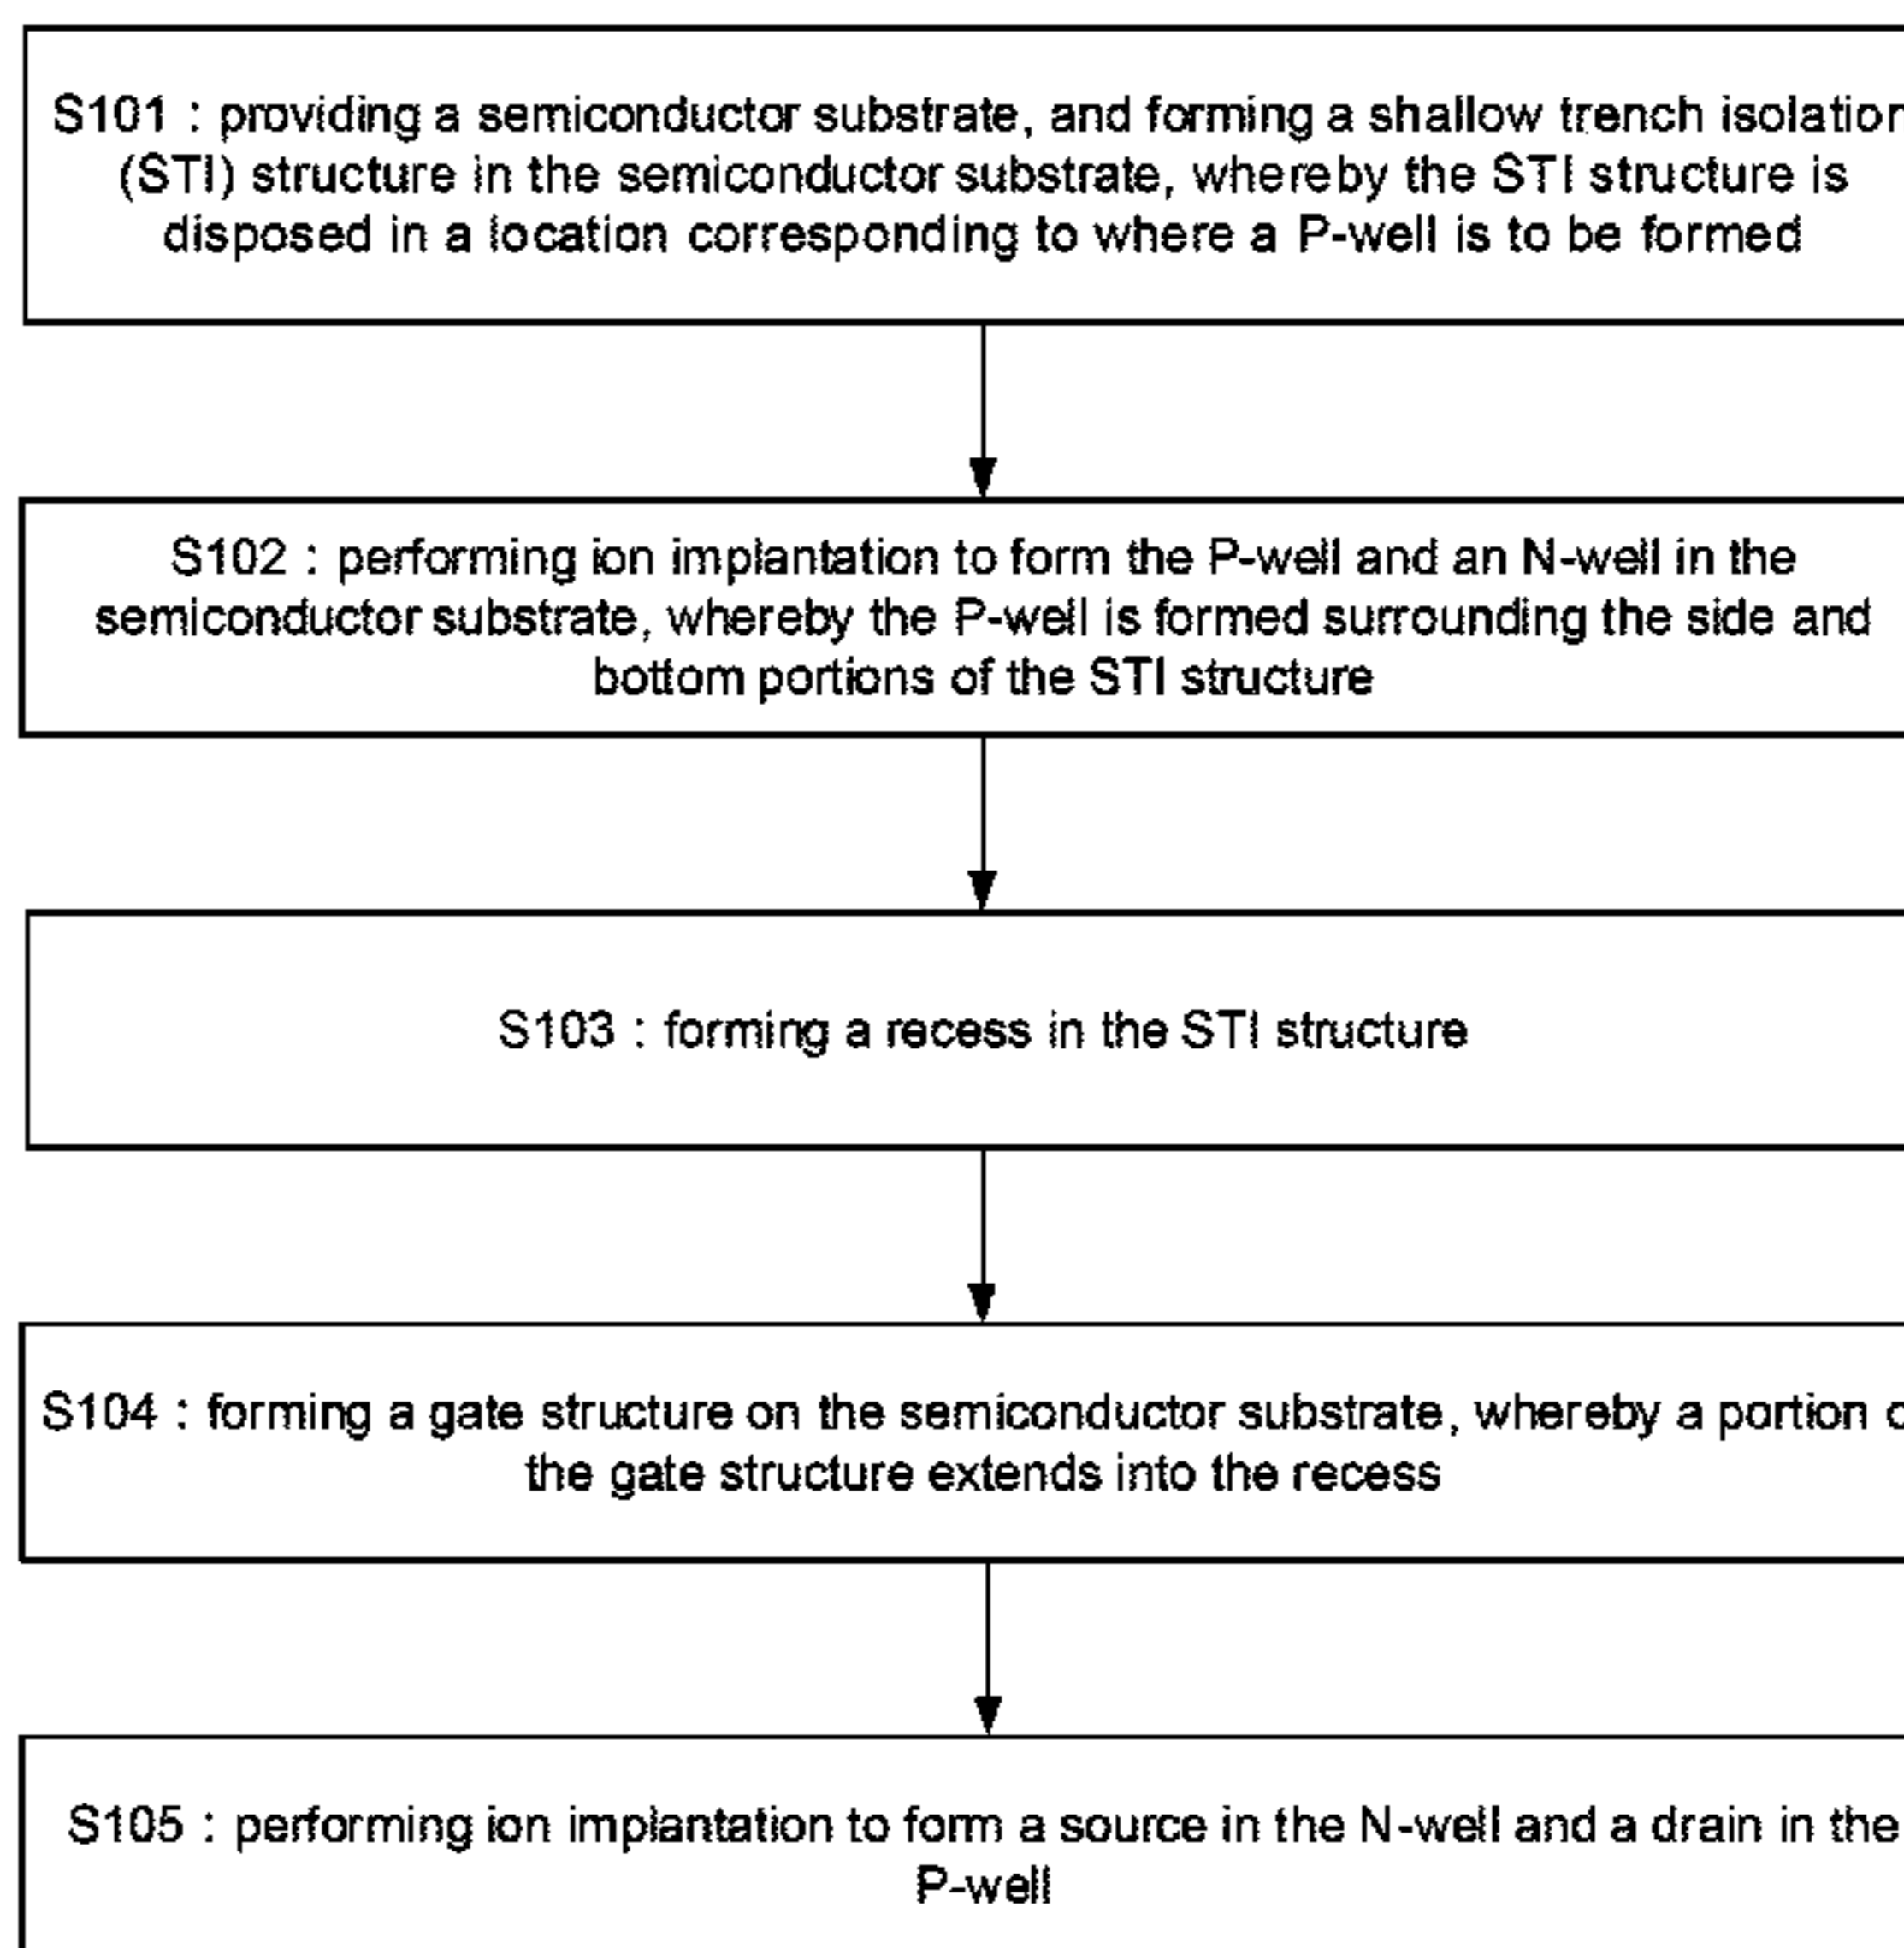 S101 : providing a semiconductor substrate, and forming a shallow trench isolation
(STI) structure in the semiconductor substrate, whereby the STI structure is
disposed in a location corresponding to where a P-well is to be formed
S102 : performing ion implantation to form the P-well and an N-well in the
semiconductor substrate, whereby the P-well is formed surrounding the side and
bottom portions of the STI structure
S103 : forming a recess in the STI structure
S104 : forming a gate structure on the semiconductor substrate, whereby a portion
the gate structure extends into the recess
S105 : performing ion implantation to form a source in the N-well and a drain in the
P-well